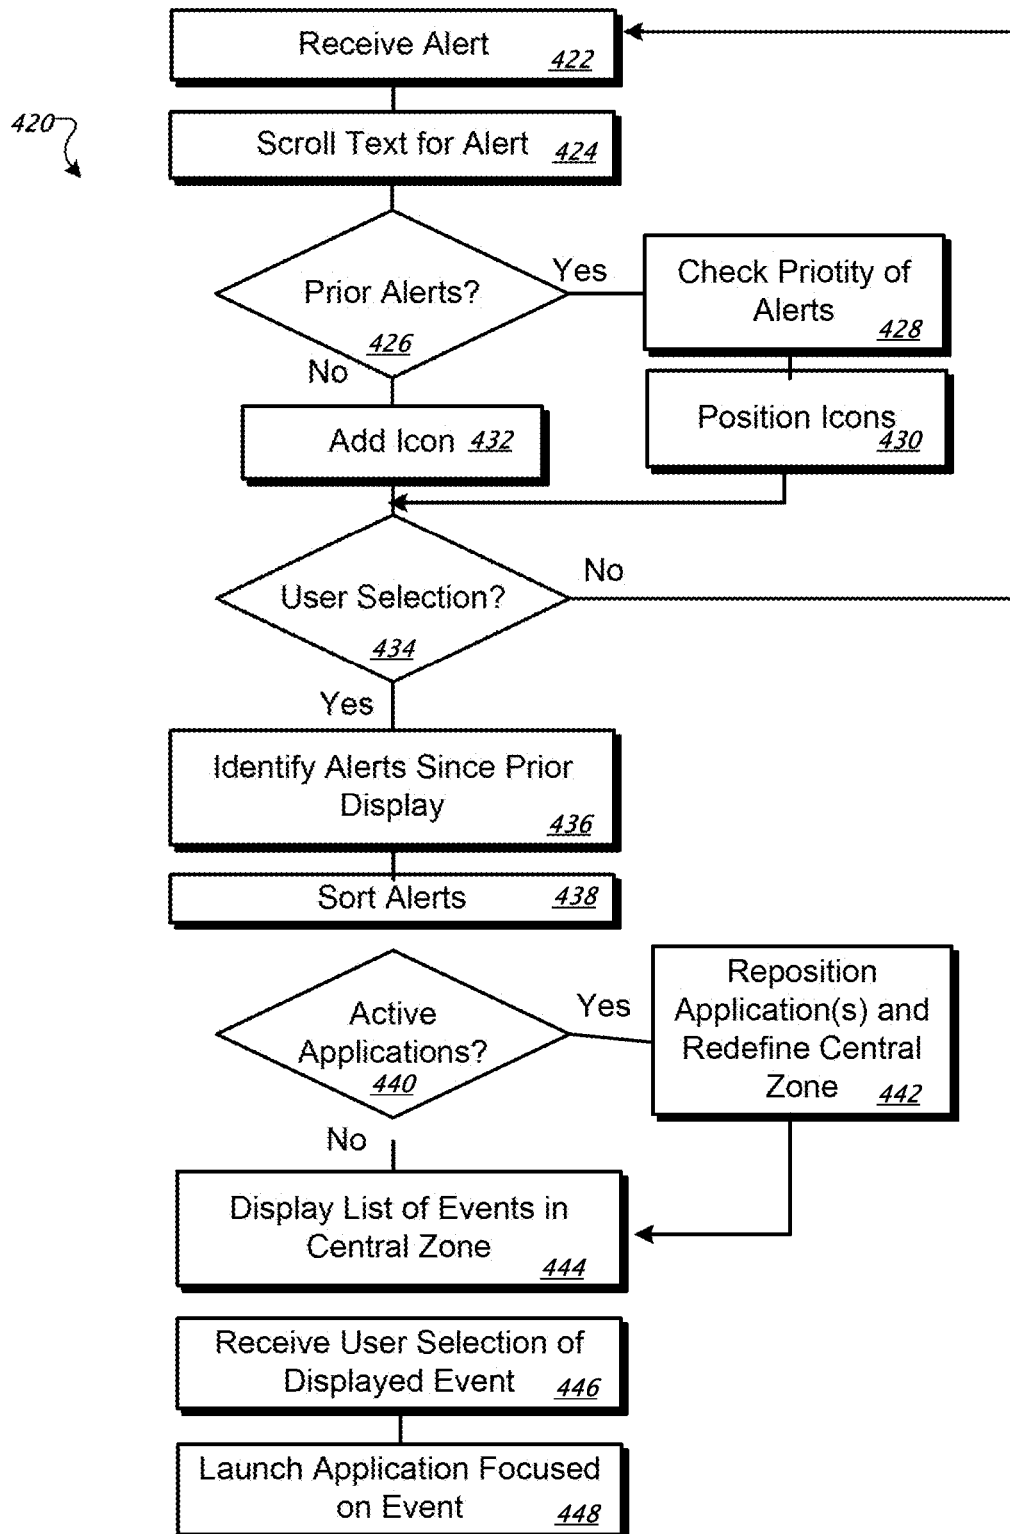 Receive Alert 422
420
Scroll Text for Alert 424
Prior Alerts?
426
Yes
No
Check Priotity of
Alerts
428
Position Icons
430
Add Icon 432
User Selection?
434
No
Yes
Identify Alerts Since Prior
Display
436
Sort Alerts 438
Active
Applications?
440
Yes
No
Reposition
Application(s) and
Redefine Central
Zone 442
Display List of Events in
Central Zone
444
Receive User Selection of
Displayed Event 446
Launch Application Focused
on Event 448